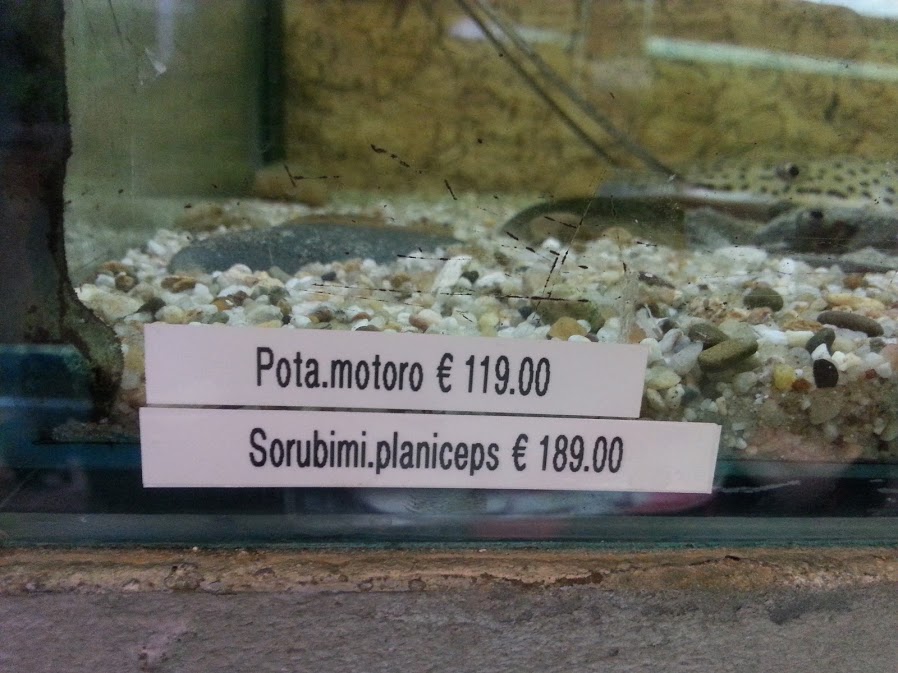 Pota.motoro € 119.00
Sorubimi.planiceps € 189.00